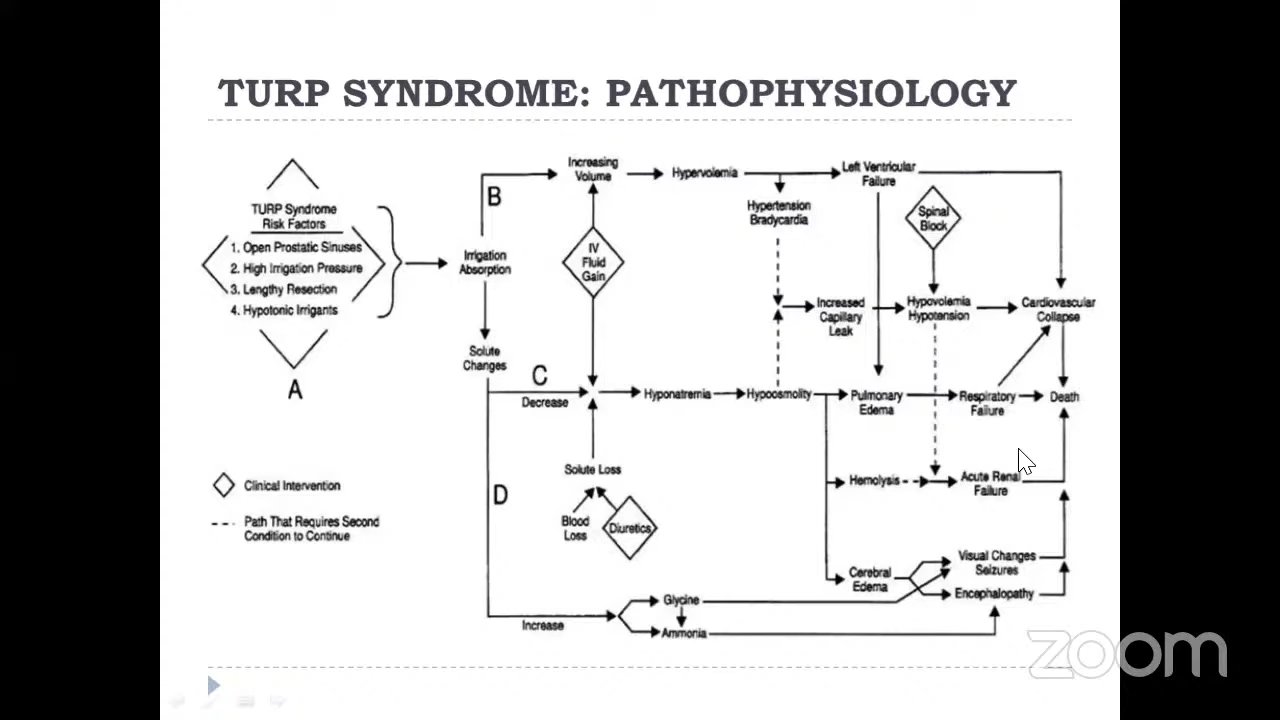 TURP SYNDROME: PATHOPHYSIOLOGY
TURP Syndrome
Risk Factors
1. Open Prostatic Sinuses
2. High Irrigation Pressure
3. Lengthy Resection
4. Hypotonic Irrigants
A
Irrigation
Absorption
B
Increasing
Volume
Hypervolemia
Hypertension
Bradycardia
Left Ventricular
Failure
Spinal
Block
IV
Fluid
Gain
Increased
Capillary
Leak
Hypovolemia
Hypotension
Cardiovascular
Collapse
Solute
Changes
C
Decrease
Hyponatremia
Hypoosmolity
Pulmonary
Edema
Respiratory
Failure
Death
Solute Loss
Blood
Loss
Diuretics
D
Hemolysis
Acute Renal
Failure
Cerebral
Edema
Visual Changes
Seizures
Encephalopathy
Increase
Glycine
Ammonia
Clinical Intervention
Path That Requires Second
Condition to Continue
zoom